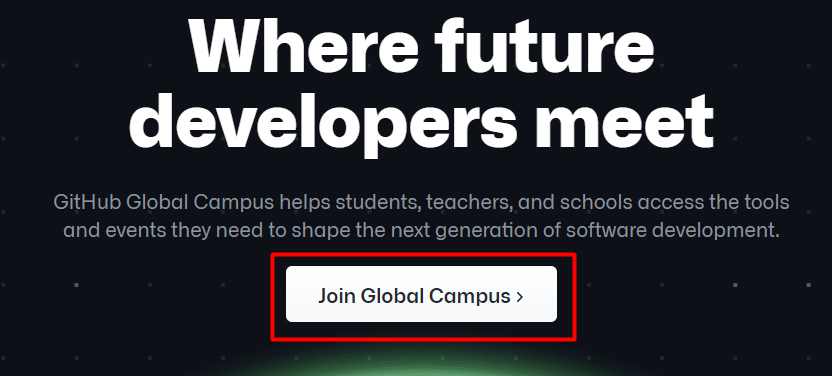 Where future
developers meet
GitHub Global Campus helps students, teachers, and schools access the tools
and events they need to shape the next generation of software development.
Join Global Campus ›